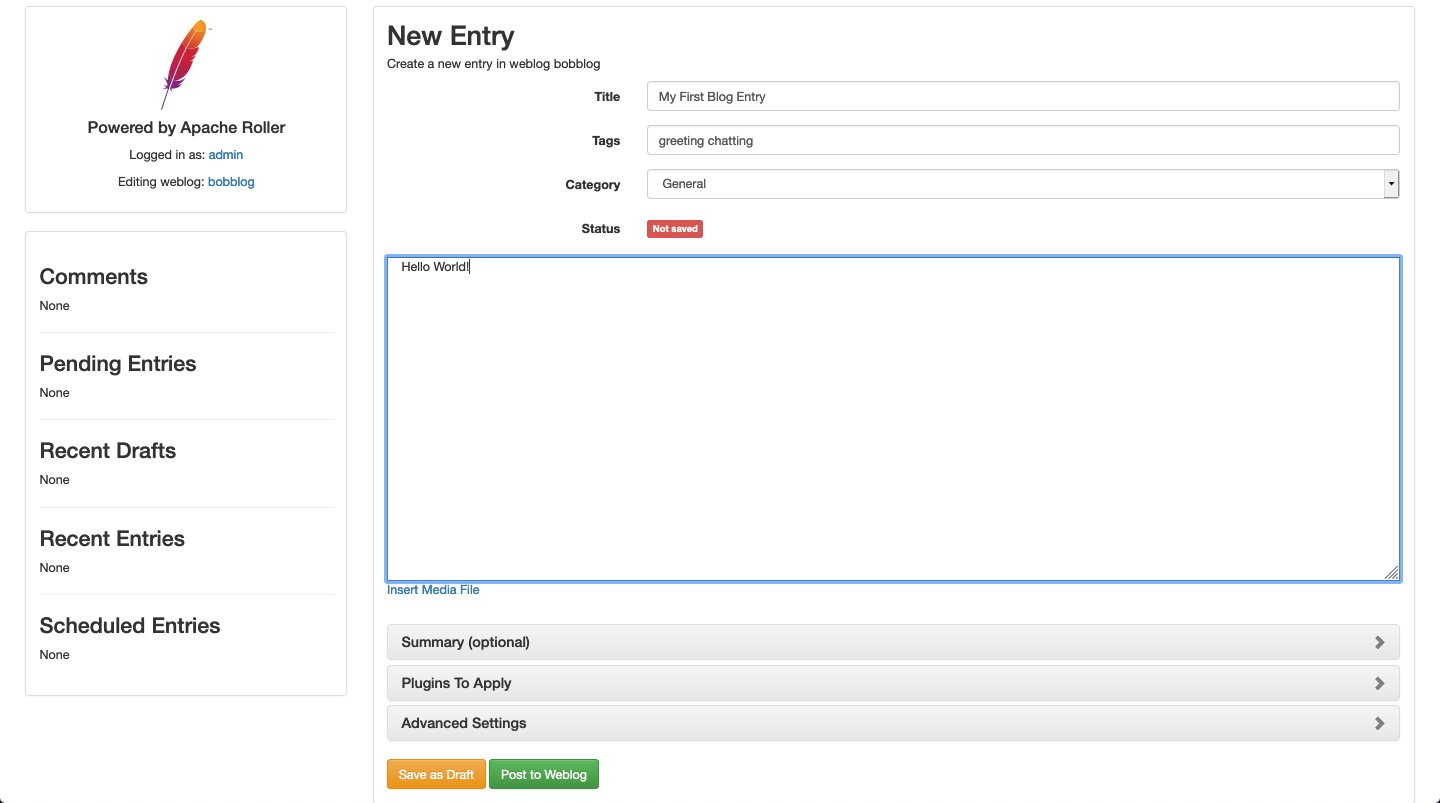 Powered by Apache Roller
Logged in as: admin
Editing weblog: bobblog
Comments
None
Pending Entries
None
Recent Drafts
None
Recent Entries
None
Scheduled Entries
None
New Entry
Create a new entry in weblog bobblog
Title My First Blog Entry
Tags greeting chatting
Category General
Status Not saved
Hello World!
Insert Media File
Summary (optional)
Plugins To Apply
Advanced Settings
Save as Draft Post to Weblog